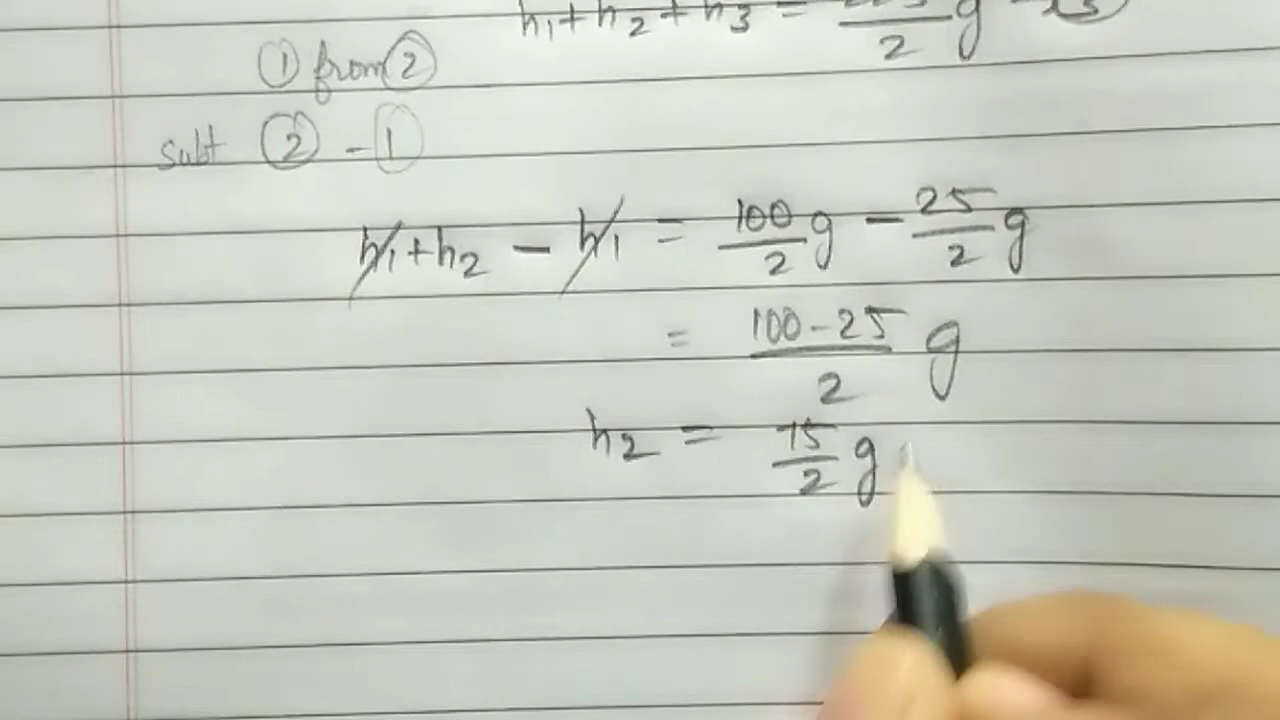 h1 + h2 + h3 = /2 g
① from ②
subt ② - ①
h1 + h2 - h1 = 100/2 g - 25/2 g
= 100 - 25/2 g
h2 = 75/2 g